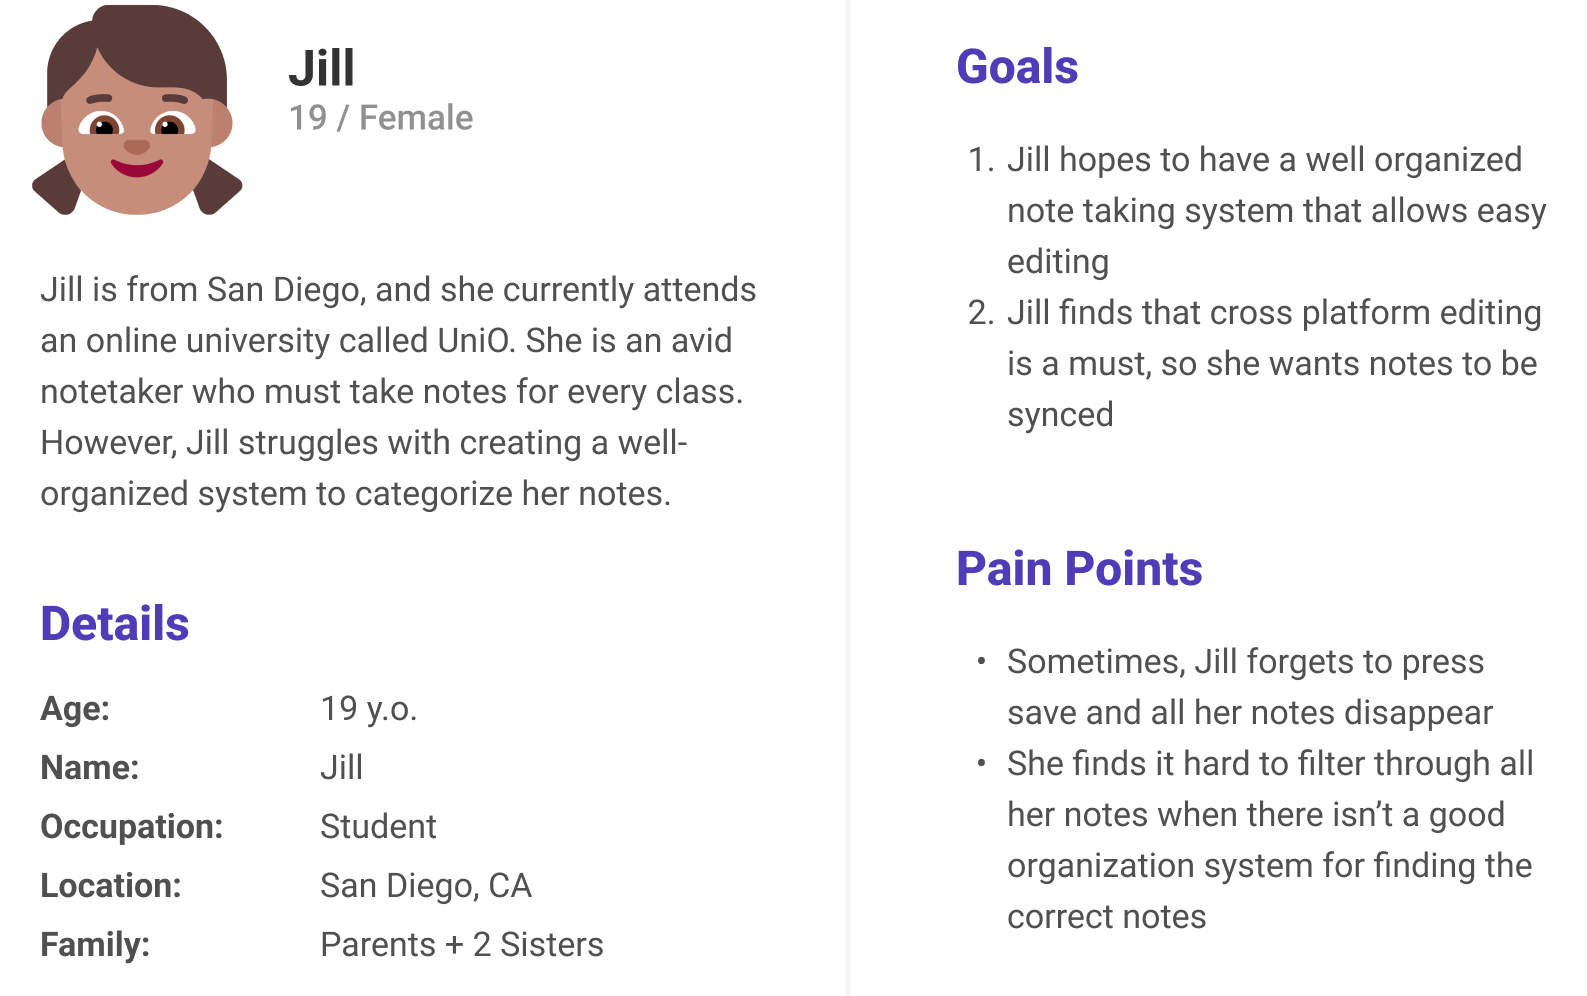 Jill
19 / Female
Jill is from San Diego, and she currently attends
an online university called UniO. She is an avid
notetaker who must take notes for every class.
However, Jill struggles with creating a well-
organized system to categorize her notes.
Details
Age: 19 y.o.
Name: Jill
Occupation: Student
Location: San Diego, CA
Family: Parents + 2 Sisters
Goals
1. Jill hopes to have a well organized
note taking system that allows easy
editing
2. Jill finds that cross platform editing
is a must, so she wants notes to be
synced
Pain Points
• Sometimes, Jill forgets to press
save and all her notes disappear
• She finds it hard to filter through all
her notes when there isn’t a good
organization system for finding the
correct notes